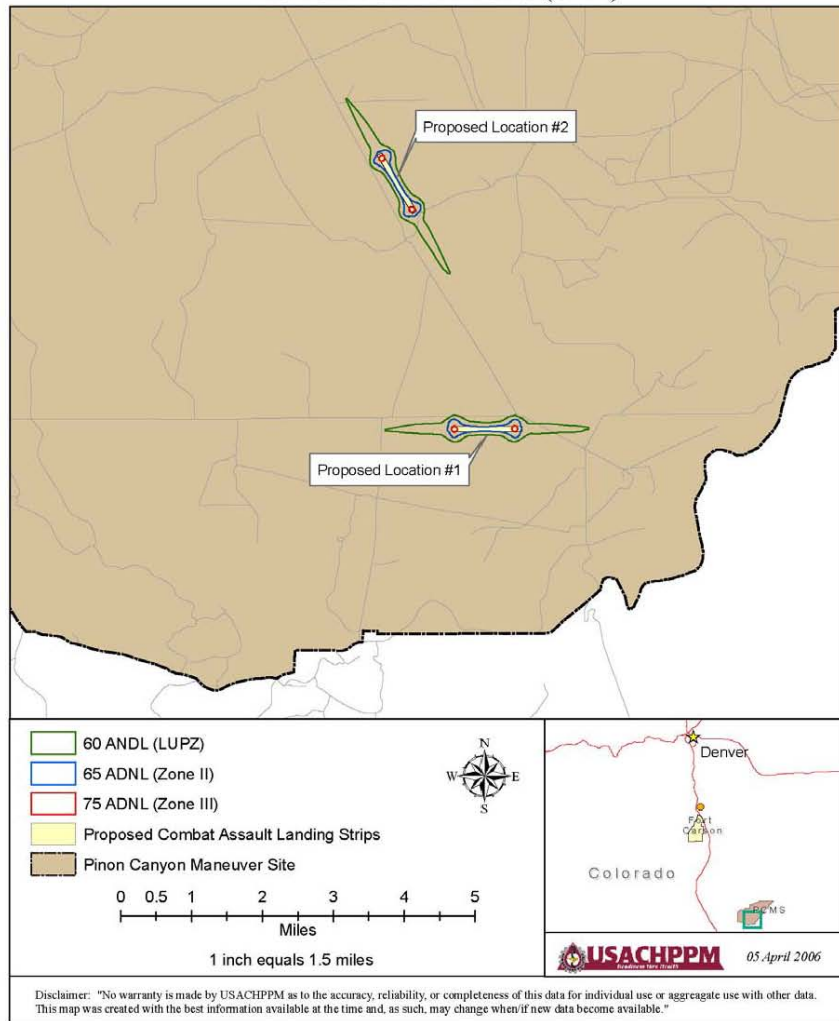 Proposed Location #2
Proposed Location #1
60 ANDL (LUPZ)
65 ADNL (Zone II)
75 ADNL (Zone III)
Proposed Combat Assault Landing Strips
Pinon Canyon Maneuver Site
N
W E
S
0 1 2 3 4 5
Miles
1 inch equals 1.5 miles
Denver
Fort
Carson
Colorado
PCMS
USACHPPM
05 April 2006
Disclaimer: "No warranty is made by USACHPPM as to the accuracy, reliability, or completeness of this data for individual use or aggreagate use with other data.
This map was created with the best information available at the time and, as such, may change when/if new data become available."